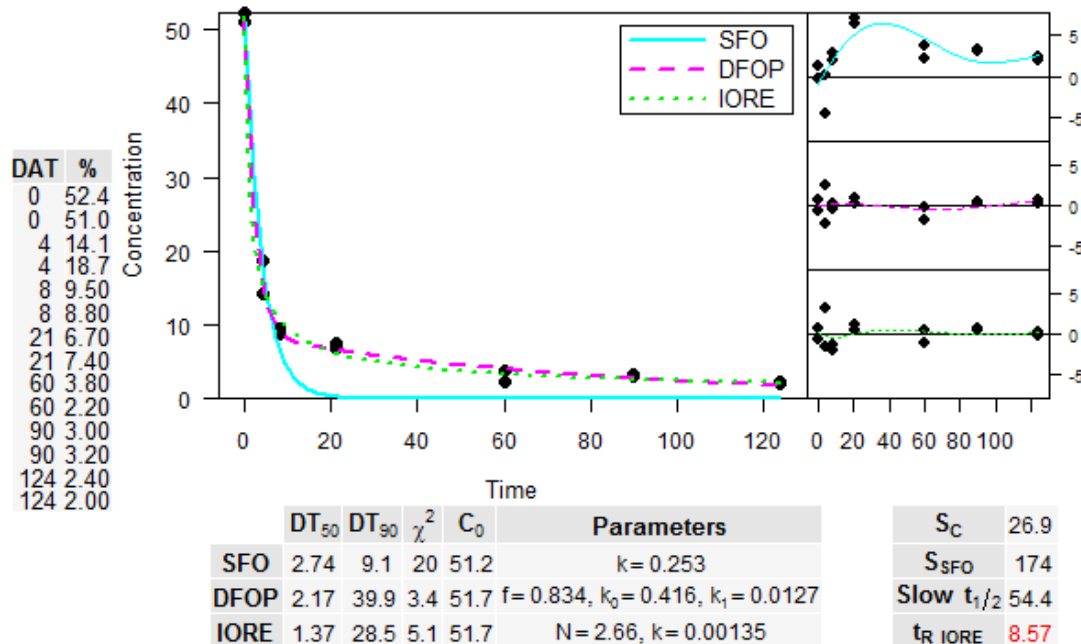 SFO
DFOP
IORE
50
40
30
20
10
0
Concentration
0 20 40 60 80 100 120
Time
5
0
-5
5
0
-5
5
0
-5
0 20 40 60 80 100
DAT %
0 52.4
0 51.0
4 14.1
4 18.7
8 9.50
8 8.80
21 6.70
21 7.40
60 3.80
60 2.20
90 3.00
90 3.20
124 2.40
124 2.00
DT50 DT90 χ2 C0 Parameters
SFO 2.74 9.1 20 51.2 k = 0.253
DFOP 2.17 39.9 3.4 51.7 f = 0.834, k0 = 0.416, k1 = 0.0127
IORE 1.37 28.5 5.1 51.7 N = 2.66, k = 0.00135
SC 26.9
SSFO 174
Slow t1/2 54.4
tR IORE 8.57